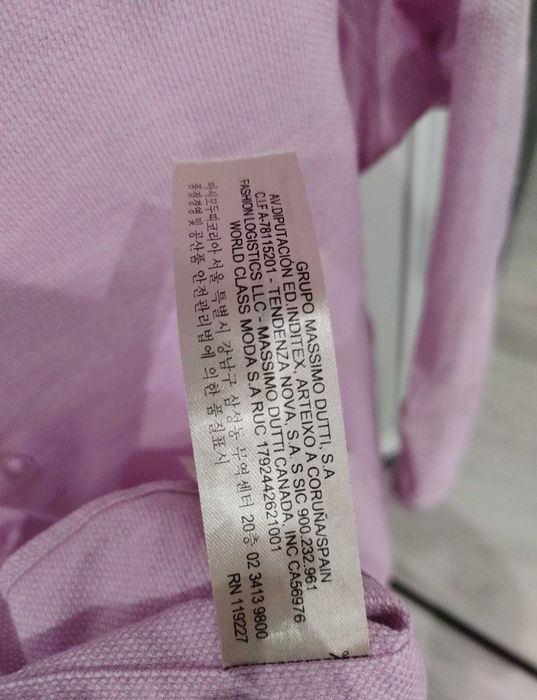 GRUPO MASSIMO DUTTI, S.A
AV.DIPUTACIÓN ED.INDITEX, ARTEIXO A CORUÑA/SPAIN
C.I.F A-78115201 - TENDENZA NOVA, S.A. S SIC 900.232.961
FASHION LOGISTICS LLC - MASSIMO DUTTI CANADA, INC CA56976
WORLD CLASS MODA S.A RUC 1792442621001
마시모두띠코리아 서울 특별시 강남구 삼성동 무역센터 20층 02 3413 9800
품질경영 및 공산품 안전관리법에 의한 품질표시
RN 119227